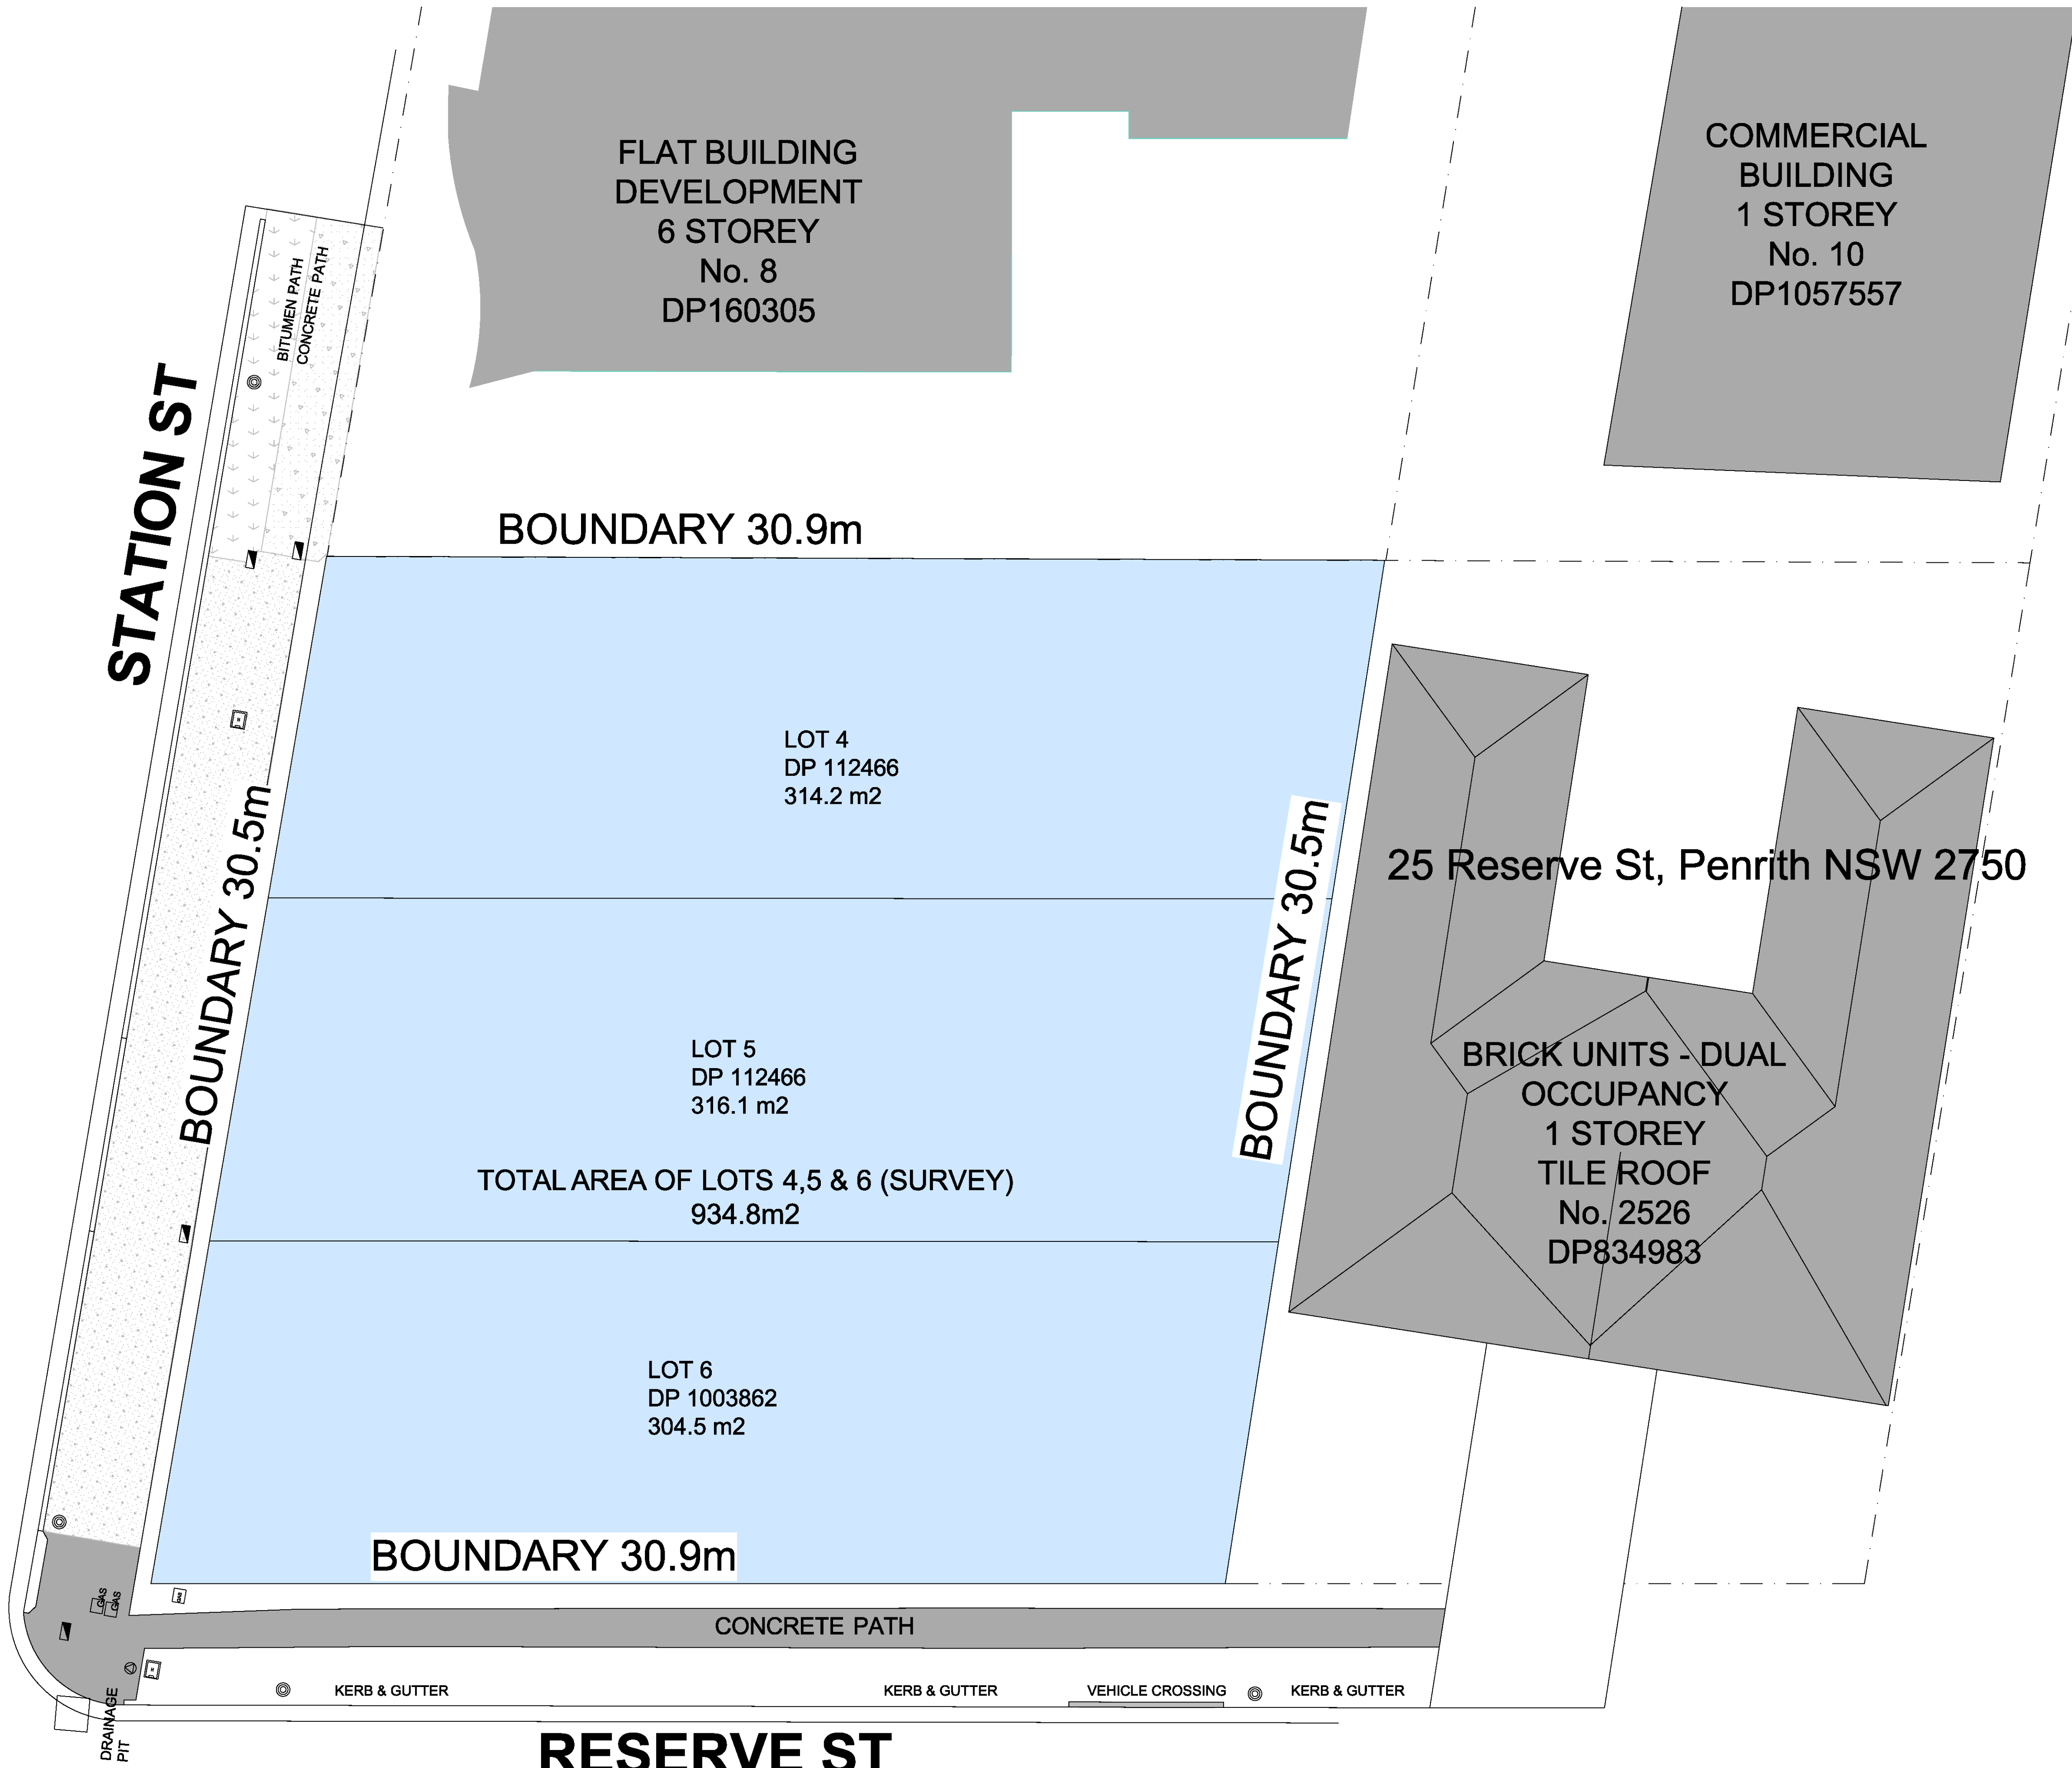 FLAT BUILDING
DEVELOPMENT
6 STOREY
No. 8
DP160305
COMMERCIAL
BUILDING
1 STOREY
No. 10
DP1057557
BITUMEN PATH
CONCRETE PATH
STATION ST
BOUNDARY 30.9m
LOT 4
DP 112466
314.2 m2
BOUNDARY 30.5m
BOUNDARY 30.5m
25 Reserve St, Penrith NSW 2750
LOT 5
DP 112466
316.1 m2
BRICK UNITS - DUAL
OCCUPANCY
1 STOREY
TILE ROOF
No. 2526
DP834983
TOTAL AREA OF LOTS 4,5 & 6 (SURVEY)
934.8m2
LOT 6
DP 1003862
304.5 m2
BOUNDARY 30.9m
GAS
GAS
GAS
CONCRETE PATH
KERB & GUTTER
KERB & GUTTER
VEHICLE CROSSING
KERB & GUTTER
DRAINAGE
PIT
RESERVE ST